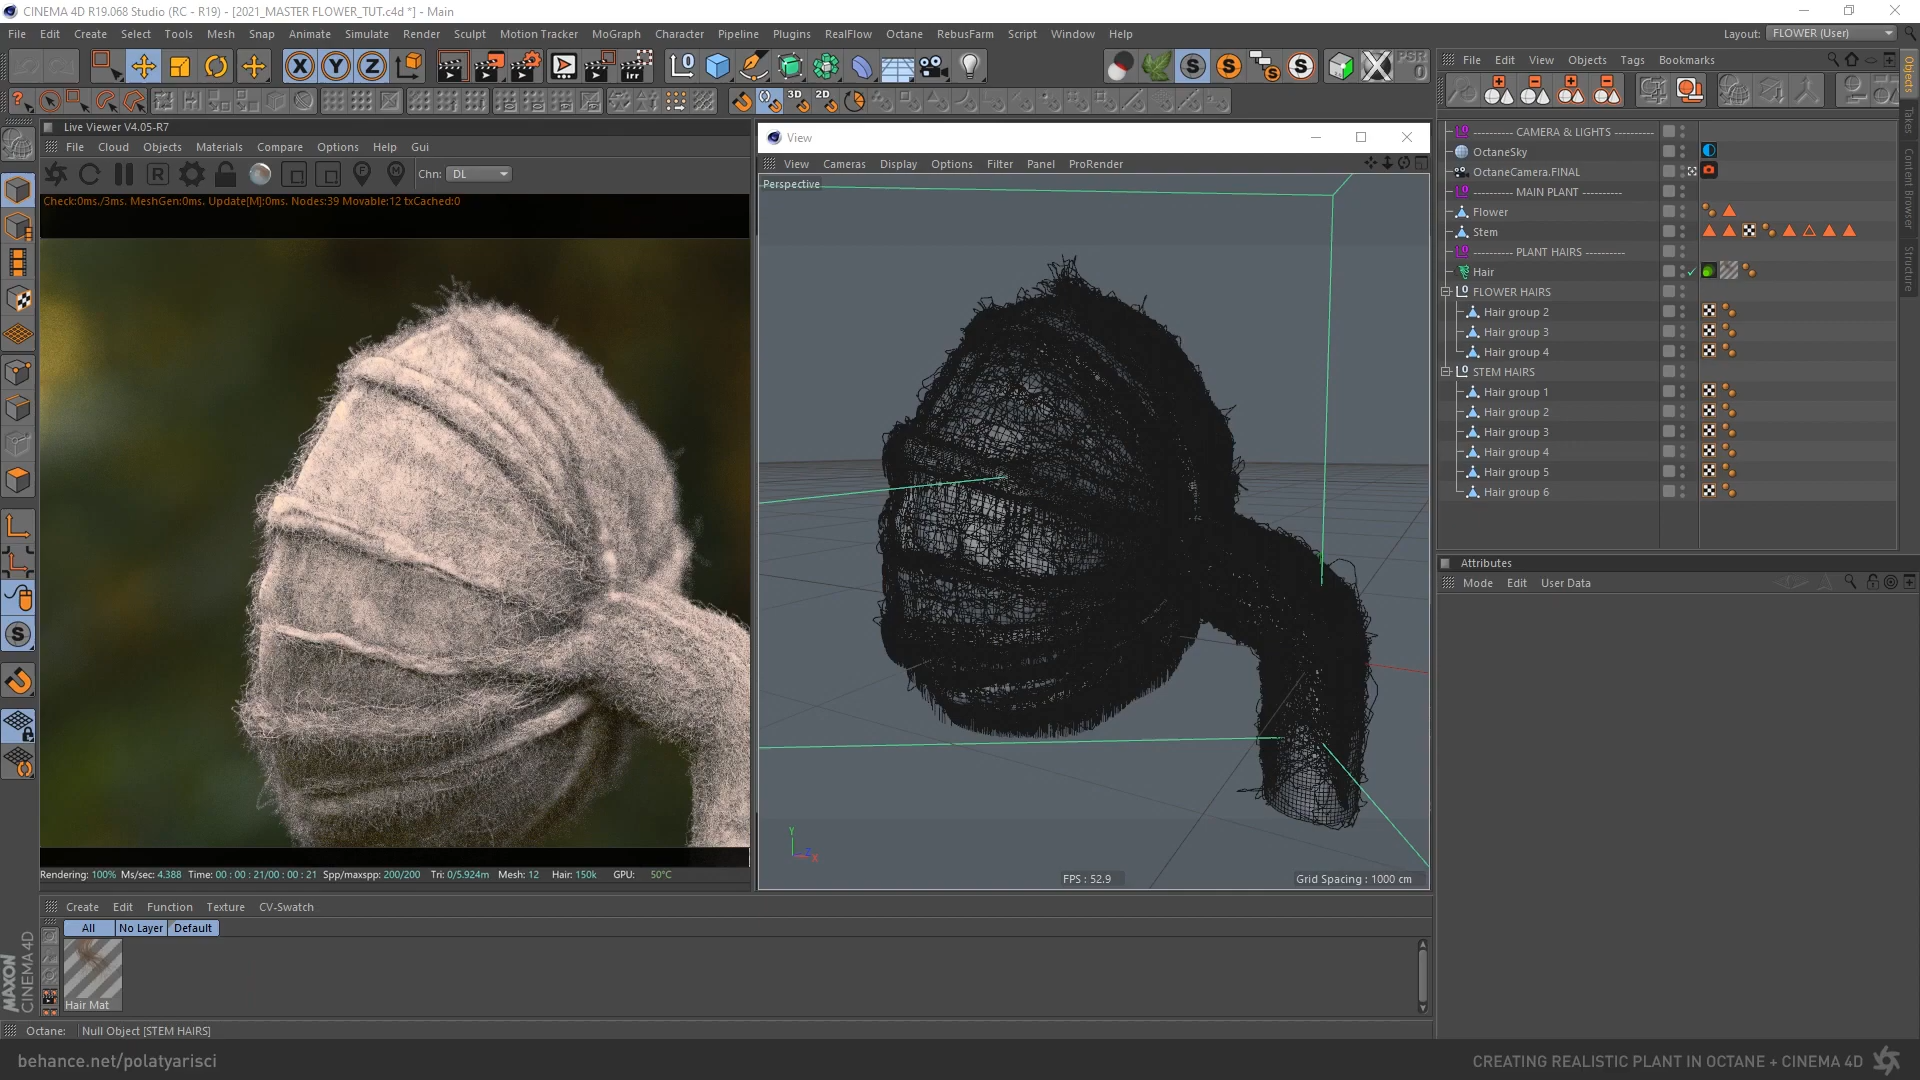 CINEMA 4D R19.068 Studio (RC - R19) - [2021_MASTER FLOWER_TUT.c4d *] - Main
File Edit Create Select Tools Mesh Snap Animate Simulate Render Sculpt Motion Tracker MoGraph Character Pipeline Plugins RealFlow Octane RebusFarm Script Window Help
Layout: FLOWER (User)
PSR
0
File Edit View Objects Tags Bookmarks
Objects
Takes
Content Browser
Structure
Live Viewer V4.05-R7
File Cloud Objects Materials Compare Options Help Gui
Chn: DL
Check:0ms./3ms. MeshGen:0ms. Update[M]:0ms. Nodes:39 Movable:12 txCached:0
Rendering: 100% Ms/sec: 4.388 Time: 00 : 00 : 21/00 : 00 : 21 Spp/maxspp: 200/200 Tri: 0/5.924m Mesh: 12 Hair: 150k GPU: 50°C
View
View Cameras Display Options Filter Panel ProRender
Perspective
Y
Z
X
FPS : 52.9
Grid Spacing : 1000 cm
---------- CAMERA & LIGHTS ----------
OctaneSky
OctaneCamera.FINAL
---------- MAIN PLANT ----------
Flower
Stem
---------- PLANT HAIRS ----------
Hair
FLOWER HAIRS
Hair group 2
Hair group 3
Hair group 4
STEM HAIRS
Hair group 1
Hair group 2
Hair group 3
Hair group 4
Hair group 5
Hair group 6
Attributes
Mode Edit User Data
Create Edit Function Texture CV-Swatch
All No Layer Default
Hair Mat
MAXON
CINEMA 4D
Octane: Null Object [STEM HAIRS]
behance.net/polatyarisci
CREATING REALISTIC PLANT IN OCTANE + CINEMA 4D